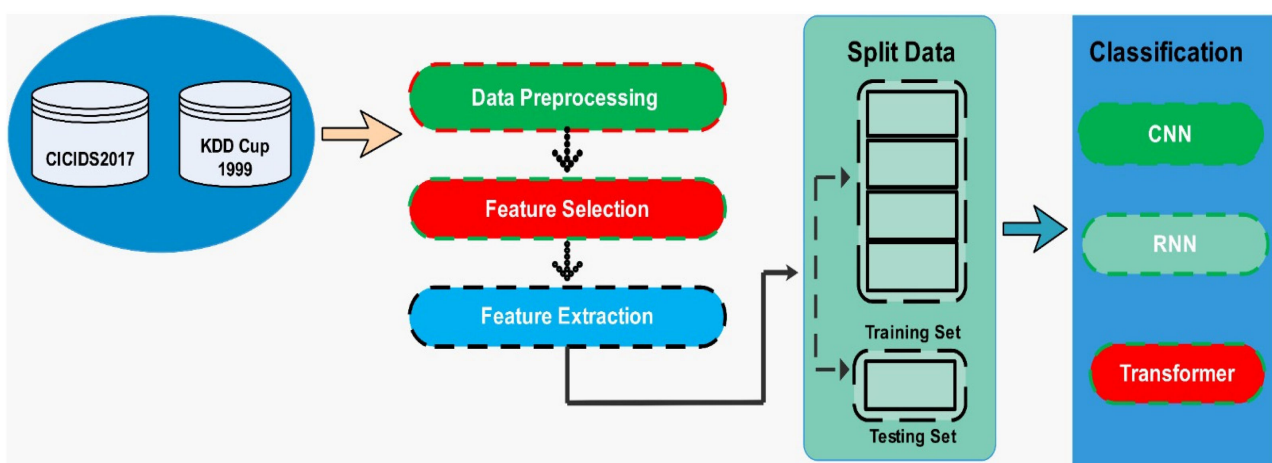 CICIDS2017
KDD Cup
1999
Data Preprocessing
Feature Selection
Feature Extraction
Split Data
Training Set
Testing Set
Classification
CNN
RNN
Transformer